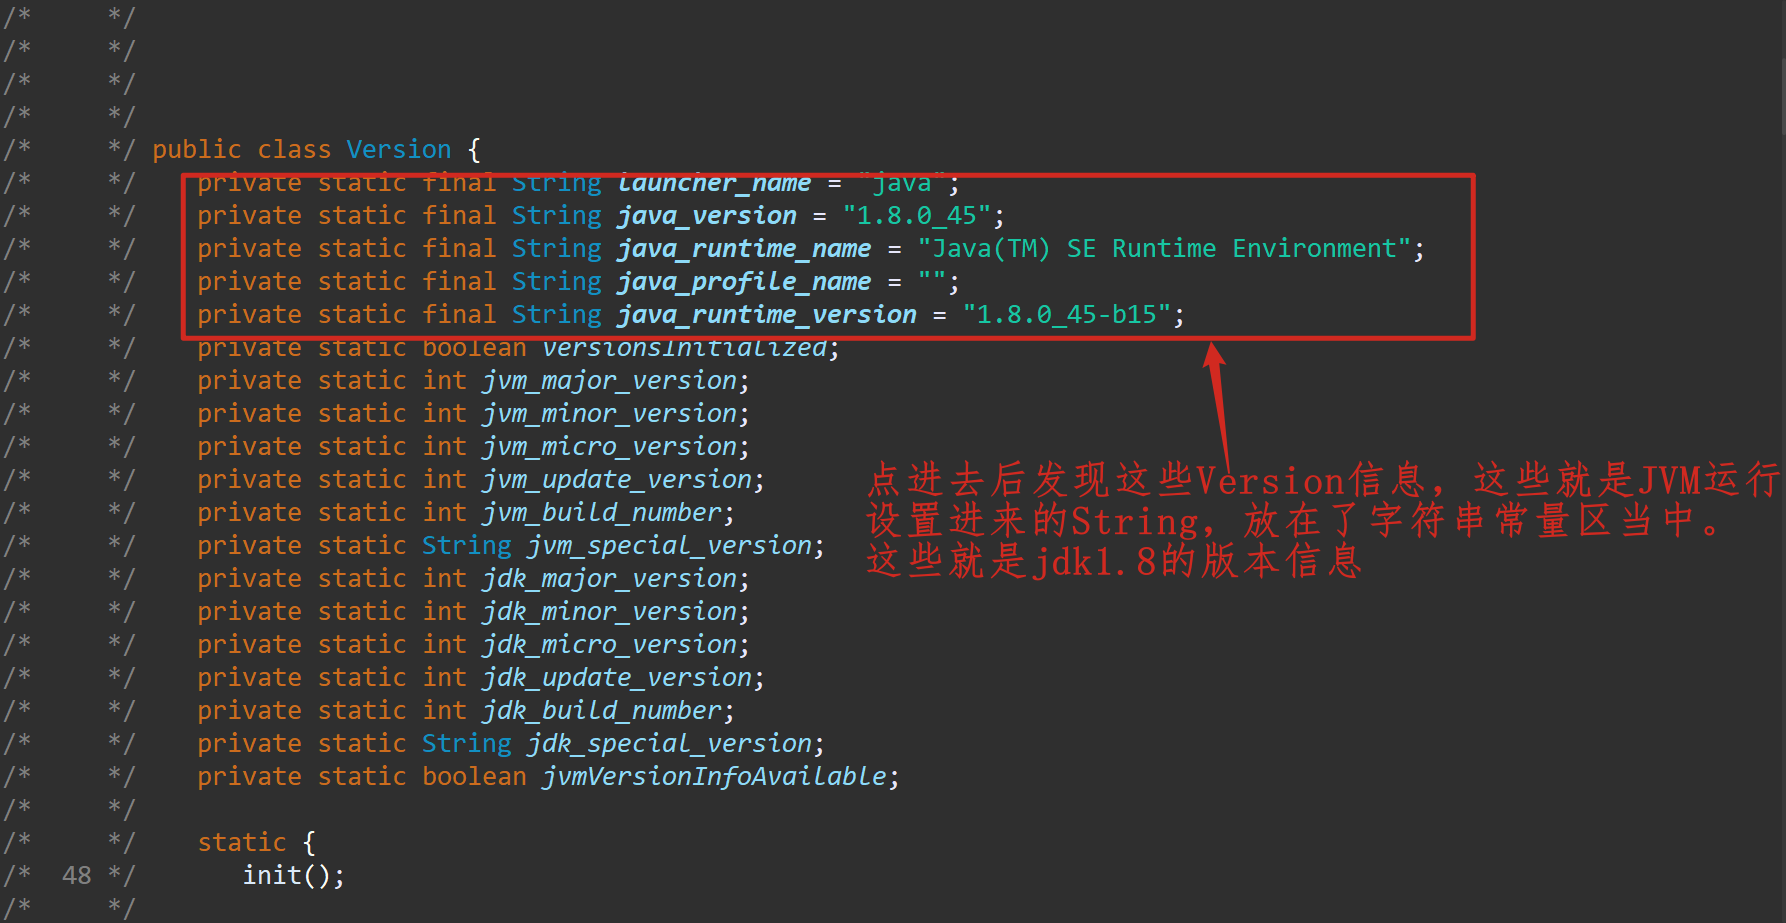 /*      */
/*      */
/*      */
/*      */
/*      */ public class Version {
/*      */    private static final String launcher_name = "java";
/*      */    private static final String java_version = "1.8.0_45";
/*      */    private static final String java_runtime_name = "Java(TM) SE Runtime Environment";
/*      */    private static final String java_profile_name = "";
/*      */    private static final String java_runtime_version = "1.8.0_45-b15";
/*      */    private static boolean versionsInitialized;
/*      */    private static int jvm_major_version;
/*      */    private static int jvm_minor_version;
/*      */    private static int jvm_micro_version;
/*      */    private static int jvm_update_version;
/*      */    private static int jvm_build_number;
/*      */    private static String jvm_special_version;
/*      */    private static int jdk_major_version;
/*      */    private static int jdk_minor_version;
/*      */    private static int jdk_micro_version;
/*      */    private static int jdk_update_version;
/*      */    private static int jdk_build_number;
/*      */    private static String jdk_special_version;
/*      */    private static boolean jvmVersionInfoAvailable;
/*      */
/*      */    static {
/*  48 */       init();
/*      */
点进去后发现这些Version信息，这些就是JVM运行
设置进来的String，放在了字符串常量区当中。
这些就是jdk1.8的版本信息